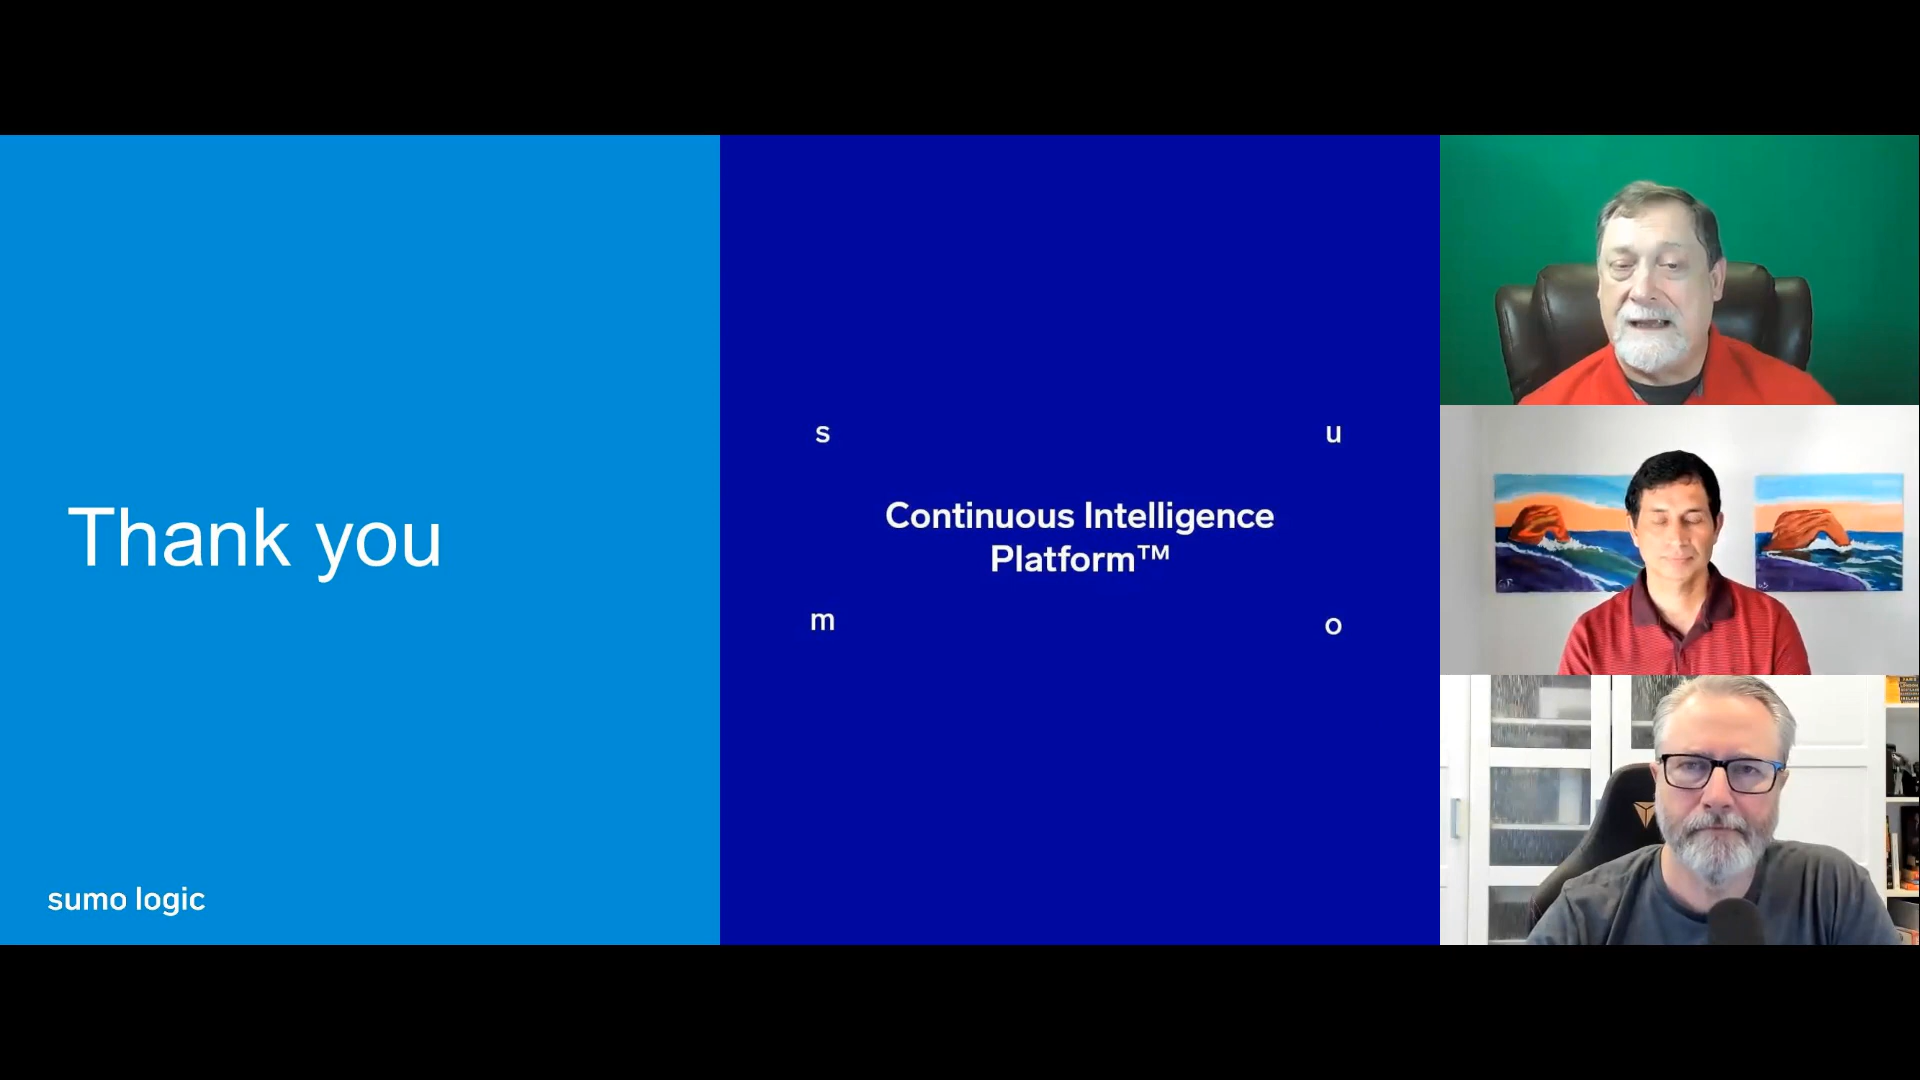 Thank you
sumo logic
s u
Continuous Intelligence
Platform™
m o